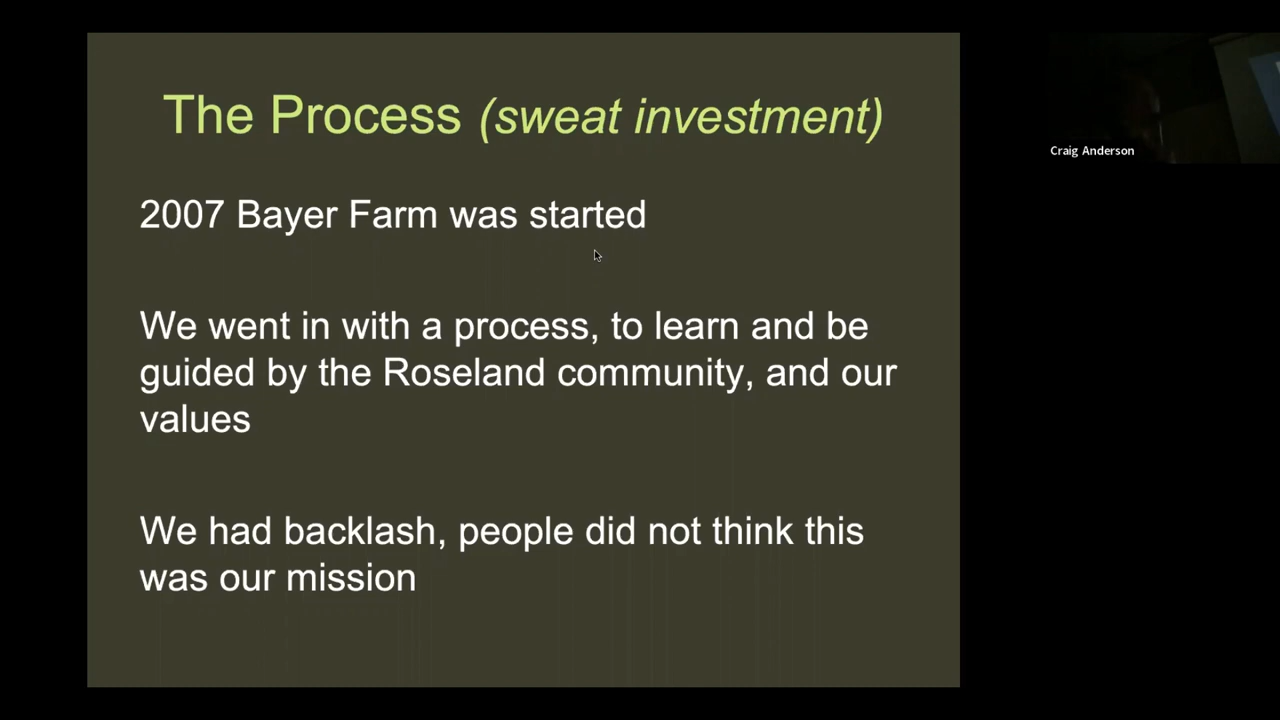 The Process (sweat investment)
2007 Bayer Farm was started
We went in with a process, to learn and be
guided by the Roseland community, and our
values
We had backlash, people did not think this
was our mission
Craig Anderson